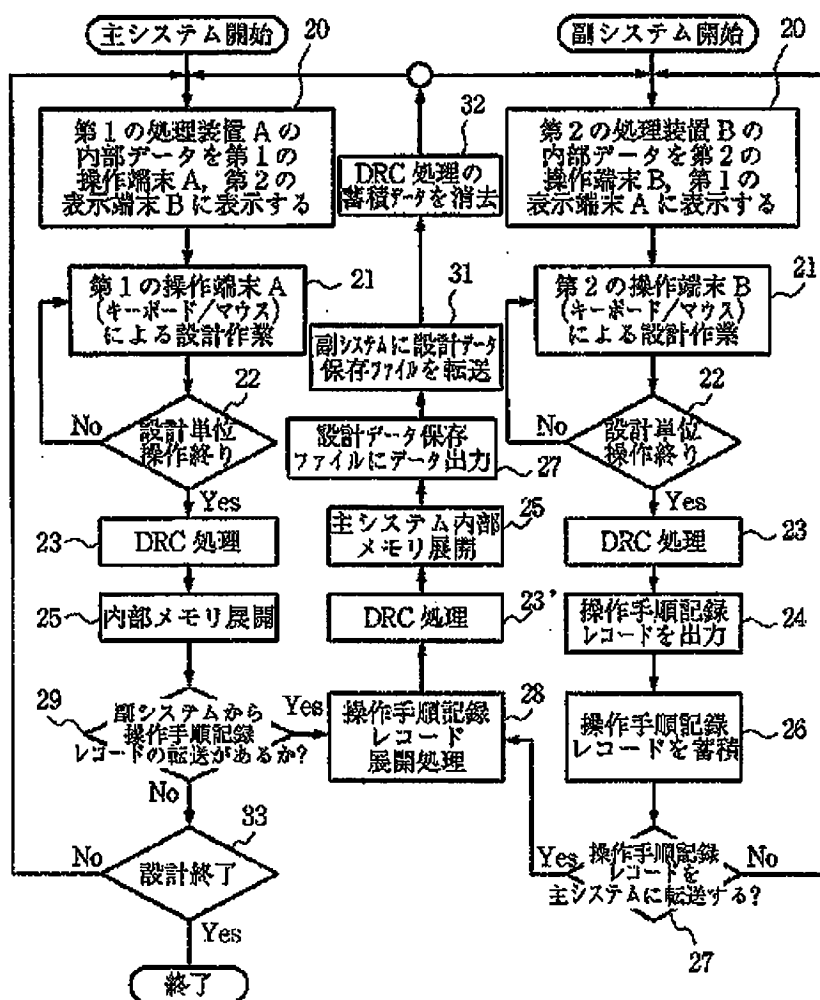 主システム開始
20
第1の処理装置Aの
内部データを第1の
操作端末A,第2の
表示端末Bに表示する
第1の操作端末A
(キーボード/マウス)
による設計作業
21
設計単位
操作終り
22
No
Yes
DRC処理
23
内部メモリ展開
25
副システムから
操作手順記録
レコードの転送があるか?
29
Yes
No
設計終了
33
No
Yes
終了
32
DRC処理の
蓄積データを消去
31
副システムに設計データ
保存ファイルを転送
設計データ保存
ファイルにデータ出力
27
主システム内部
メモリ展開
25
DRC処理
23'
操作手順記録
レコード
展開処理
28
副システム開始
20
第2の処理装置Bの
内部データを第2の
操作端末B,第1の
表示端末Aに表示する
第2の操作端末B
(キーボード/マウス)
による設計作業
21
設計単位
操作終り
22
No
Yes
DRC処理
23
操作手順記録
レコードを出力
24
操作手順記録
レコードを蓄積
26
操作手順記録
レコードを
主システムに転送する?
Yes
No
27